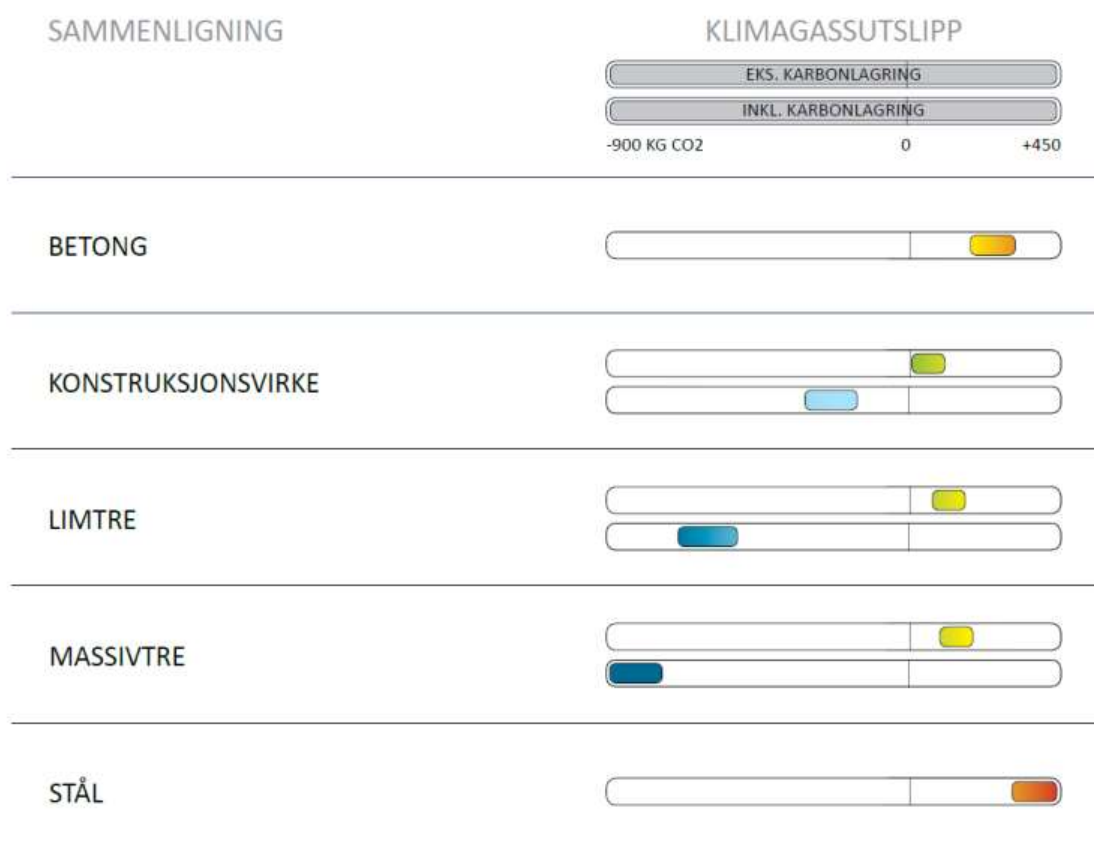 SAMMENLIGNING
KLIMAGASSUTSLIPP
EKS. KARBONLAGRING
INKL. KARBONLAGRING
-900 KG CO2 0 +450
BETONG
KONSTRUKSJONSVIRKE
LIMTRE
MASSIVTRE
STÅL